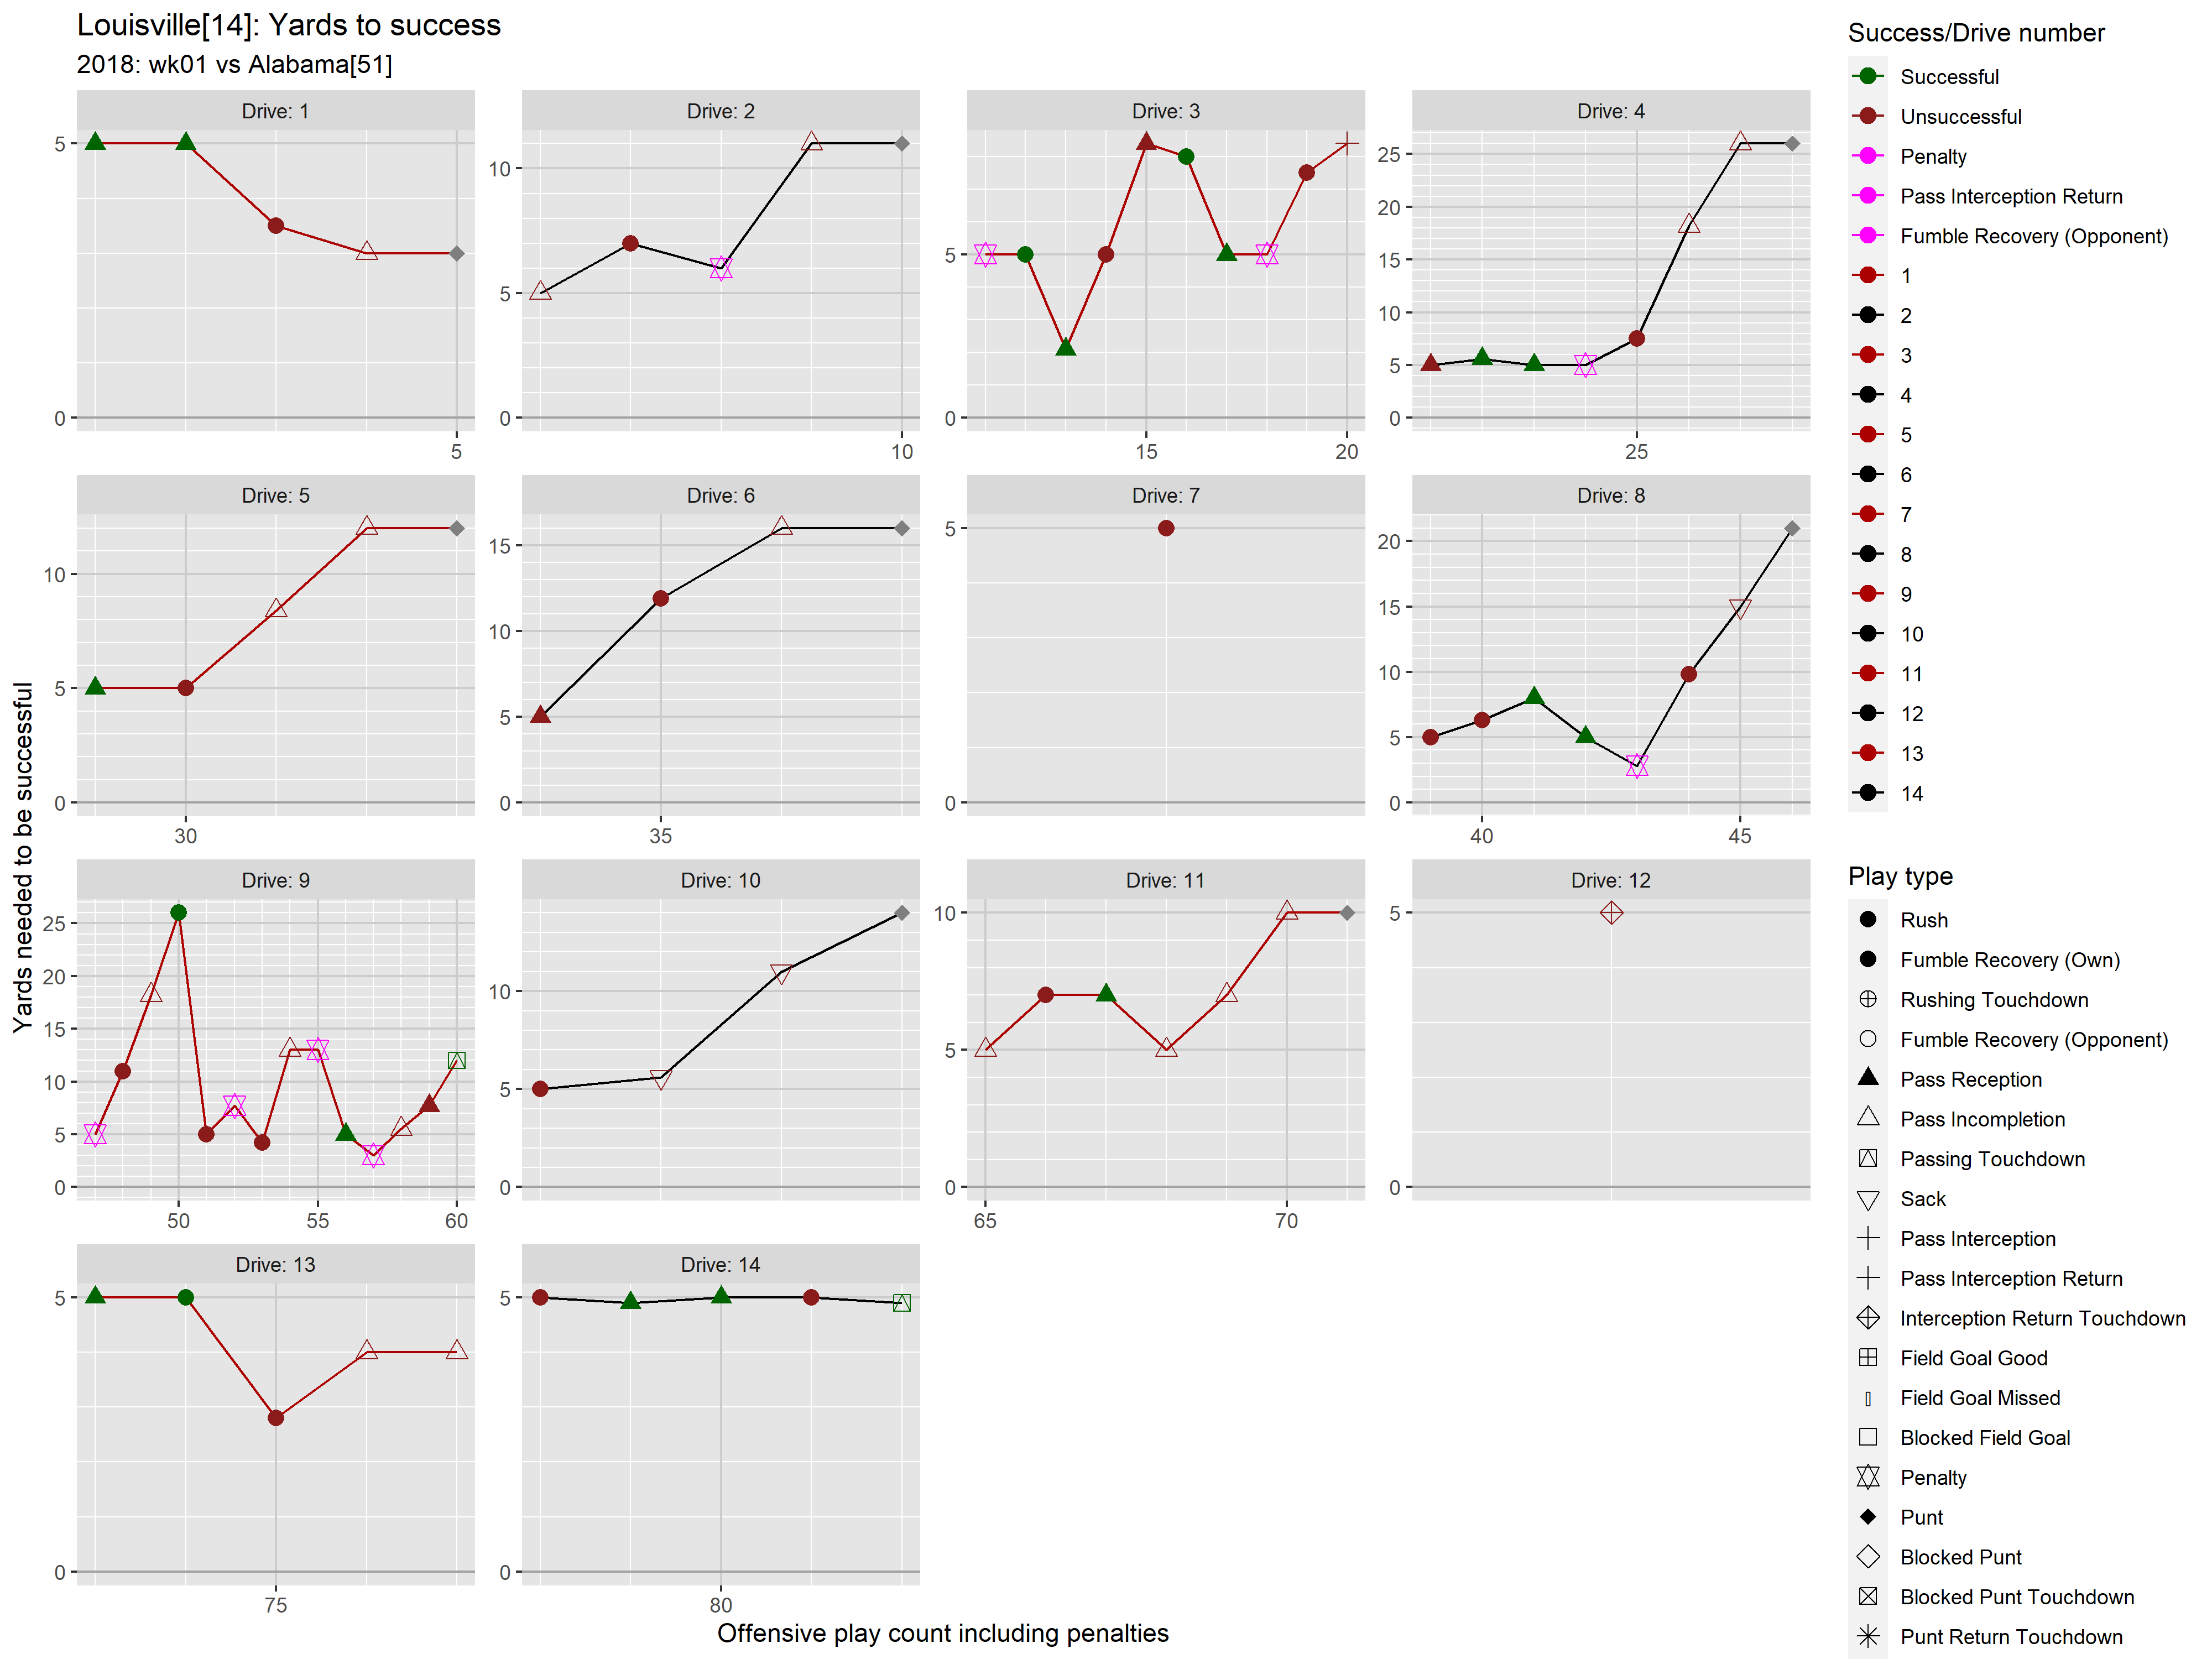 Louisville[14]: Yards to success
2018: wk01 vs Alabama[51]
Drive: 1
Drive: 2
Drive: 3
Drive: 4
5
0
5
10
5
0
10
5
0
15
20
25
20
15
10
5
0
25
Drive: 5
Drive: 6
Drive: 7
Drive: 8
10
5
0
30
15
10
5
0
35
5
0
20
15
10
5
0
40
45
Drive: 9
Drive: 10
Drive: 11
Drive: 12
25
20
15
10
5
0
50
55
60
10
5
0
10
5
0
65
70
5
0
Drive: 13
Drive: 14
5
0
75
5
0
80
Yards needed to be successful
Offensive play count including penalties
Success/Drive number
Successful
Unsuccessful
Penalty
Pass Interception Return
Fumble Recovery (Opponent)
1
2
3
4
5
6
7
8
9
10
11
12
13
14
Play type
Rush
Fumble Recovery (Own)
Rushing Touchdown
Fumble Recovery (Opponent)
Pass Reception
Pass Incompletion
Passing Touchdown
Sack
Pass Interception
Pass Interception Return
Interception Return Touchdown
Field Goal Good
Field Goal Missed
Blocked Field Goal
Penalty
Punt
Blocked Punt
Blocked Punt Touchdown
Punt Return Touchdown